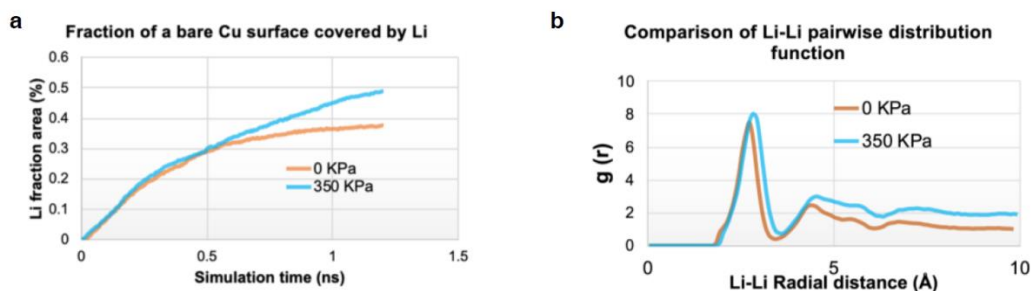 a
Fraction of a bare Cu surface covered by Li
Li fraction area (%)
0.6
0.5
0.4
0.3
0.2
0.1
0
0 KPa
350 KPa
0
0.5
1
1.5
Simulation time (ns)
b
Comparison of Li-Li pairwise distribution
function
g (r)
10
8
6
4
2
0
0 KPa
350 KPa
0
5
10
Li-Li Radial distance (Å)